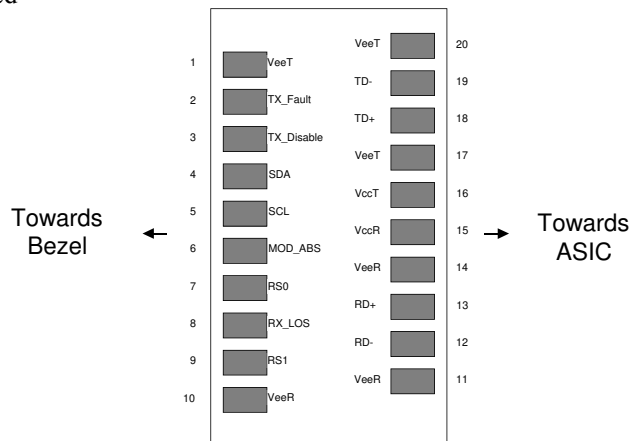 VeeT 20
1 VeeT
TD- 19
2 TX_Fault
TD+ 18
3 TX_Disable
VeeT 17
4 SDA
VccT 16
5 SCL
Towards
Bezel
VccR 15
Towards
ASIC
6 MOD_ABS
VeeR 14
7 RS0
RD+ 13
8 RX_LOS
RD- 12
9 RS1
VeeR 11
10 VeeR